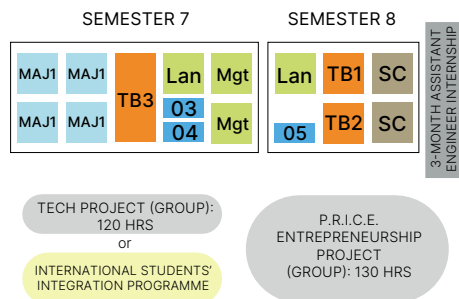 SEMESTER 7
SEMESTER 8
MAJ1 MAJ1 TB3 Lan Mgt
MAJ1 MAJ1 03 04 Mgt
Lan TB1 SC
05 TB2 SC
3-MONTH ASSISTANT
ENGINEER INTERNSHIP
TECH PROJECT (GROUP):
120 HRS
or
INTERNATIONAL STUDENTS'
INTEGRATION PROGRAMME
P.R.I.C.E.
ENTREPRENEURSHIP
PROJECT
(GROUP): 130 HRS